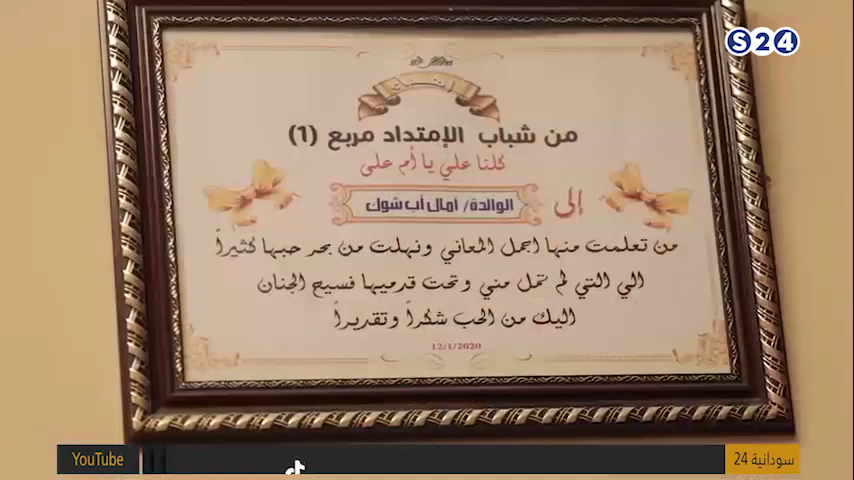 S24
من شباب الإمتداد مربع (1)
كلنا علي يا أم على
إلى الوالدة/ أمال أب شوك
من تعلمت منها اجمل المعاني ونهلت من بحر حبها كثيراً
الي التي لم تمل مني وتحت قدميها فسيح الجنان
اليك من الحب شكراً وتقديراً
12/1/2020
YouTube
سودانية 24